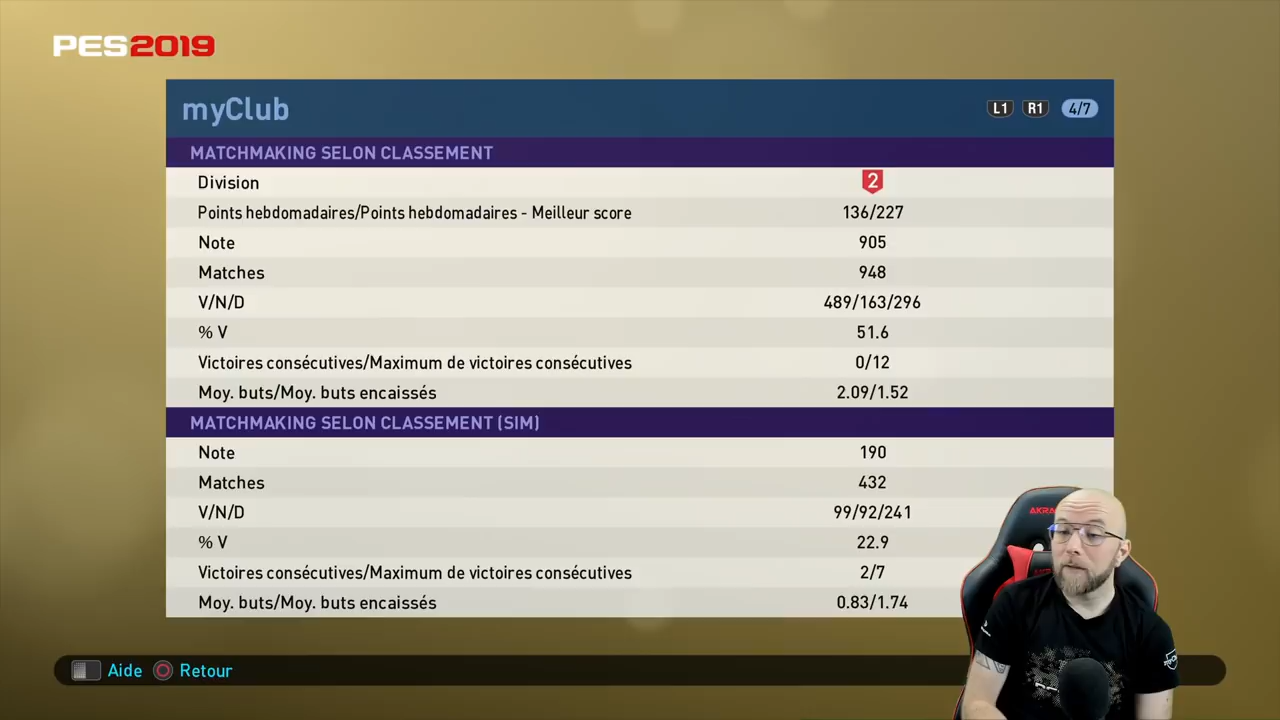 PES2019
myClub L1 R1 4/7
MATCHMAKING SELON CLASSEMENT
Division 2
Points hebdomadaires/Points hebdomadaires - Meilleur score 136/227
Note 905
Matches 948
V/N/D 489/163/296
% V 51.6
Victoires consécutives/Maximum de victoires consécutives 0/12
Moy. buts/Moy. buts encaissés 2.09/1.52
MATCHMAKING SELON CLASSEMENT (SIM)
Note 190
Matches 432
V/N/D 99/92/241
% V 22.9
Victoires consécutives/Maximum de victoires consécutives 2/7
Moy. buts/Moy. buts encaissés 0.83/1.74
Aide Retour